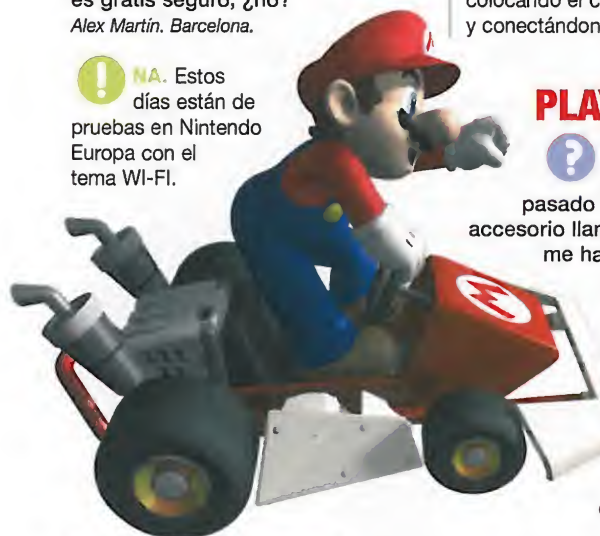 es gratis seguro, ¿no?
Alex Martín. Barcelona.
NA. Estos
días están de
pruebas en Nintendo
Europa con el
tema WI-FI.
colocando el c
y conectándon
PLAY
?
pasado
accesorio llam
me ha
M